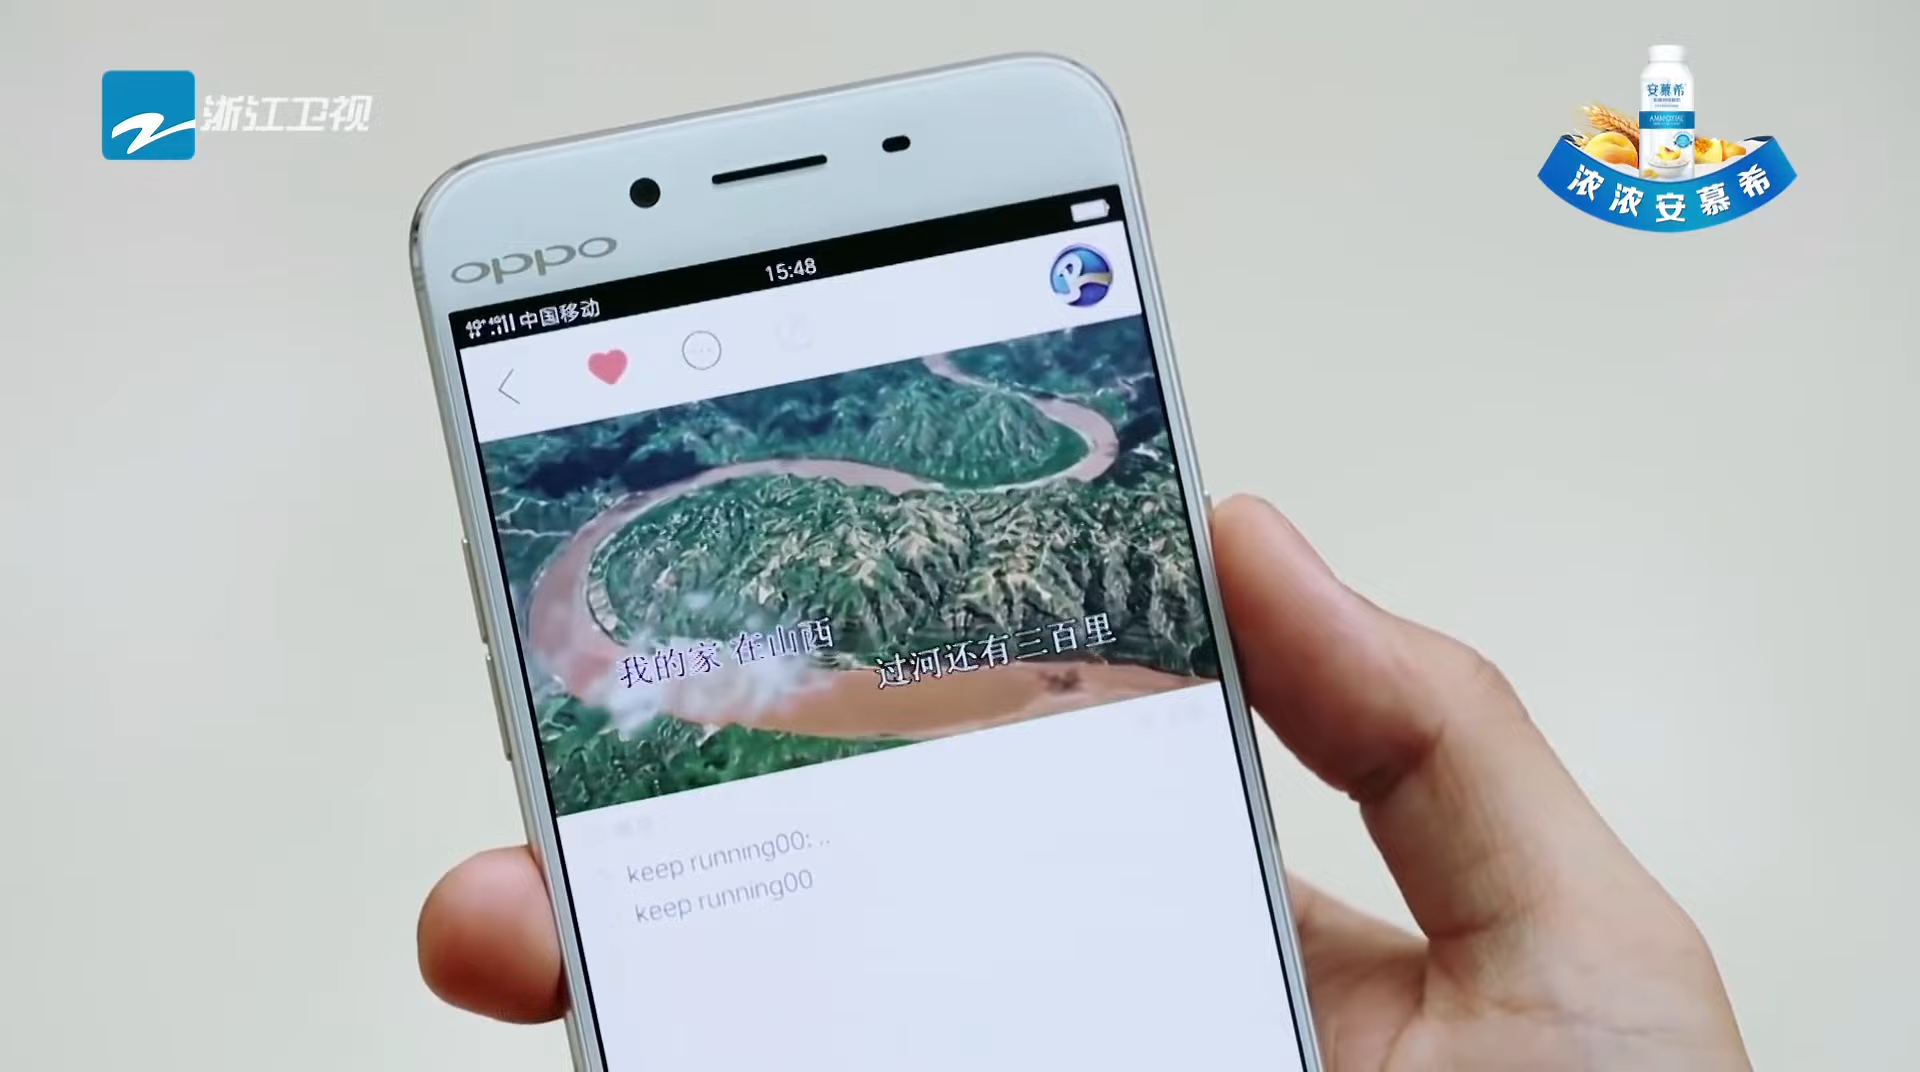 浙江卫视
安慕希
AMMXZIAL
浓浓安慕希
oppo
15:48
中国移动
我的家 在山西
过河还有三百里
keep running00: ..
keep running00